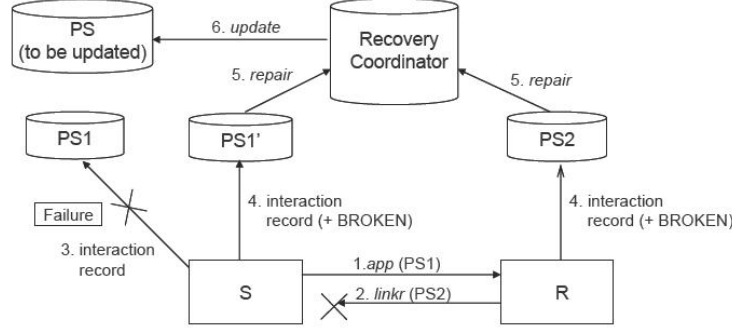 PS
(to be updated)
6. update
Recovery
Coordinator
5. repair
5. repair
PS1
PS1’
PS2
Failure
4. interaction
record (+ BROKEN)
4. interaction
record (+ BROKEN)
3. interaction
record
S
1.app (PS1)
2. linkr (PS2)
R